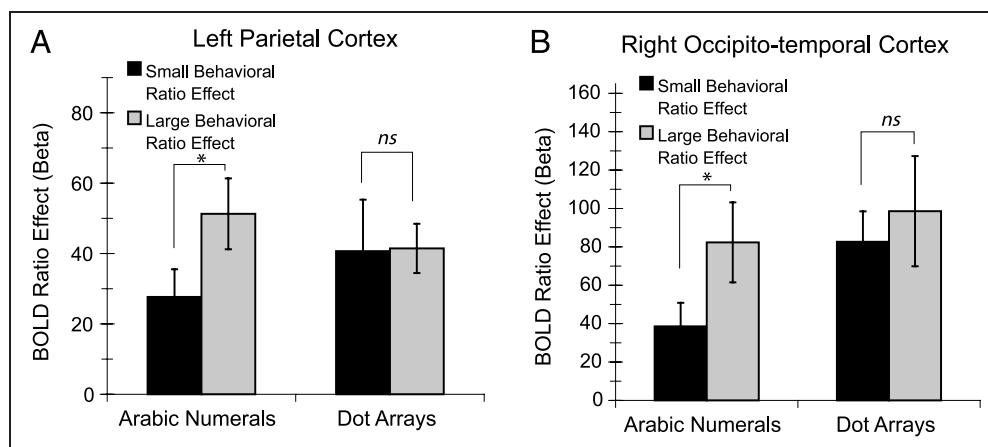 A
Left Parietal Cortex
Small Behavioral
Ratio Effect
Large Behavioral
Ratio Effect
*
ns
BOLD Ratio Effect (Beta)
80
60
40
20
0
Arabic Numerals
Dot Arrays
B
Right Occipito-temporal Cortex
Small Behavioral
Ratio Effect
Large Behavioral
Ratio Effect
*
ns
BOLD Ratio Effect (Beta)
160
140
120
100
80
60
40
20
0
Arabic Numerals
Dot Arrays